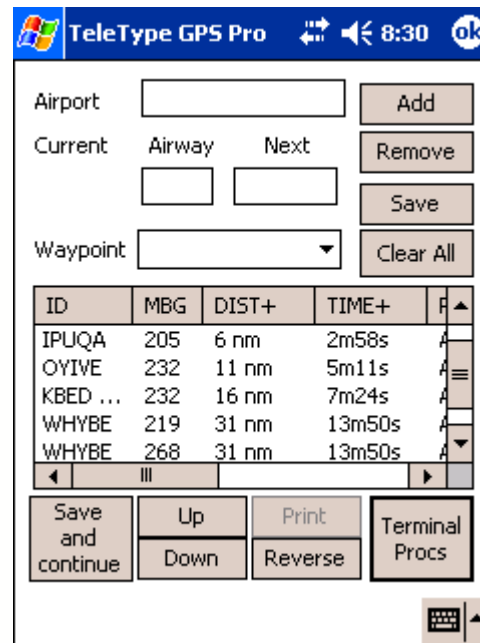 TeleType GPS Pro 8:30 ok
Airport Add
Current Airway Next Remove
Save
Waypoint Clear All
ID MBG DIST+ TIME+
IPUQA 205 6 nm 2m58s
OYIVE 232 11 nm 5m11s
KBED ... 232 16 nm 7m24s
WHYBE 219 31 nm 13m50s
WHYBE 268 31 nm 13m50s
Save and continue
Up
Print
Terminal Procs
Down
Reverse